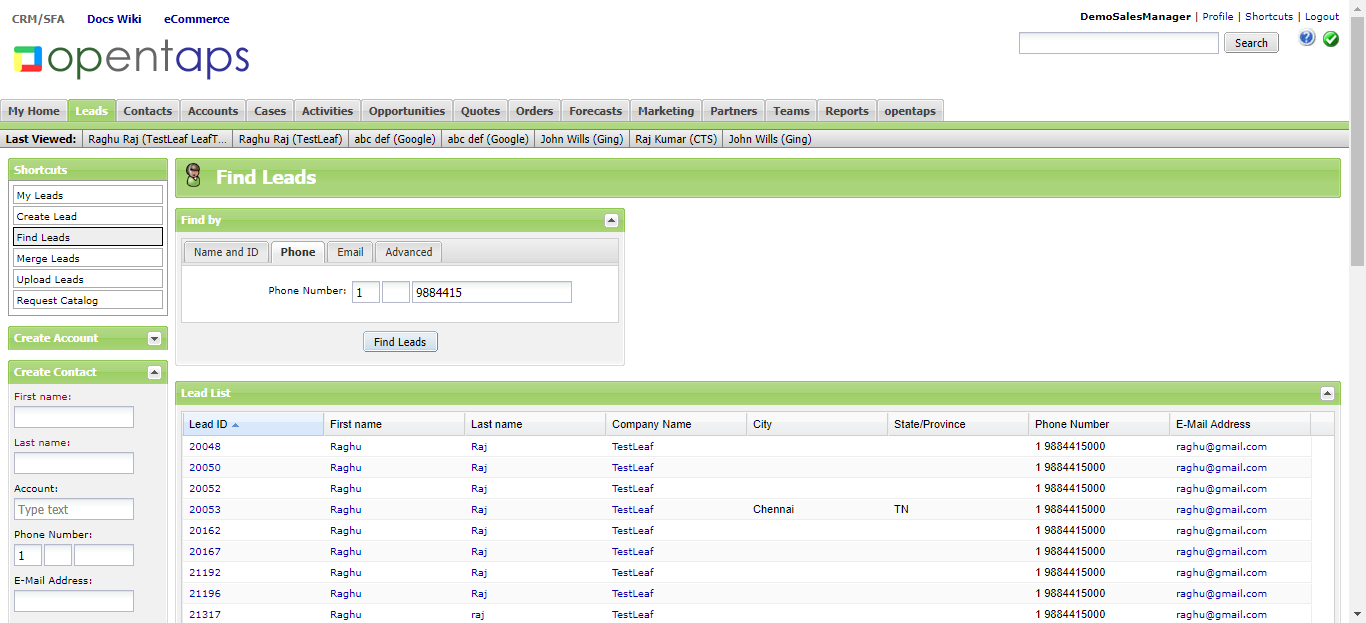 CRM/SFA Docs Wiki eCommerce
DemoSalesManager | Profile | Shortcuts | Logout
opentaps
Search
My Home Leads Contacts Accounts Cases Activities Opportunities Quotes Orders Forecasts Marketing Partners Teams Reports opentaps
Last Viewed: Raghu Raj (TestLeaf LeafT... Raghu Raj (TestLeaf) abc def (Google) abc def (Google) John Wills (Ging) Raj Kumar (CTS) John Wills (Ging)
Shortcuts
My Leads
Create Lead
Find Leads
Merge Leads
Upload Leads
Request Catalog
Create Account
Create Contact
First name:
Last name:
Account:
Type text
Phone Number:
1
E-Mail Address:
Find Leads
Find by
Name and ID Phone Email Advanced
Phone Number: 1 9884415
Find Leads
Lead List
Lead ID First name Last name Company Name City State/Province Phone Number E-Mail Address
20048 Raghu Raj TestLeaf 1 9884415000 raghu@gmail.com
20050 Raghu Raj TestLeaf 1 9884415000 raghu@gmail.com
20052 Raghu Raj TestLeaf 1 9884415000 raghu@gmail.com
20053 Raghu Raj TestLeaf Chennai TN 1 9884415000 raghu@gmail.com
20162 Raghu Raj TestLeaf 1 9884415000 raghu@gmail.com
20167 Raghu Raj TestLeaf 1 9884415000 raghu@gmail.com
21192 Raghu Raj TestLeaf 1 9884415000 raghu@gmail.com
21196 Raghu Raj TestLeaf 1 9884415000 raghu@gmail.com
21317 Raghu raj TestLeaf 1 9884415000 raghu@gmail.com